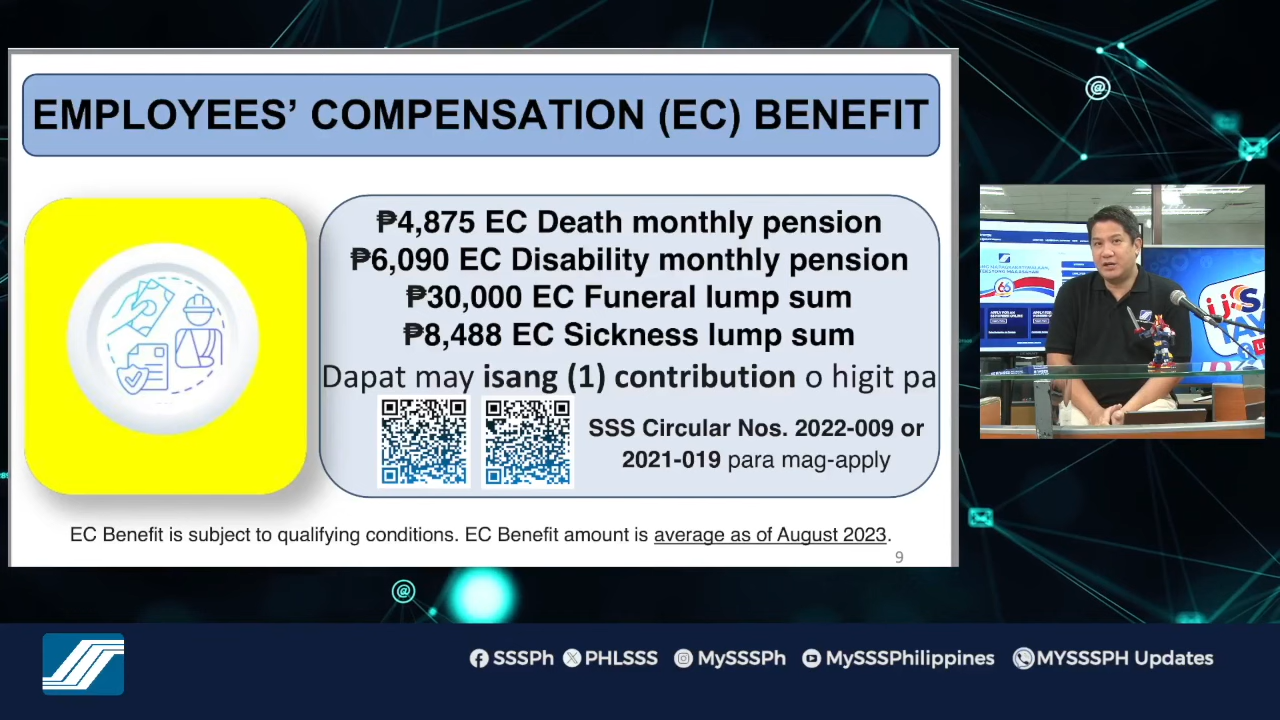 EMPLOYEES’ COMPENSATION (EC) BENEFIT
₱4,875 EC Death monthly pension
₱6,090 EC Disability monthly pension
₱30,000 EC Funeral lump sum
₱8,488 EC Sickness lump sum
Dapat may isang (1) contribution o higit pa
SSS Circular Nos. 2022-009 or
2021-019 para mag-apply
EC Benefit is subject to qualifying conditions. EC Benefit amount is average as of August 2023.
9
66
SSSPh PHLSSS MySSSPh MySSSPhilippines MYSSSPH Updates